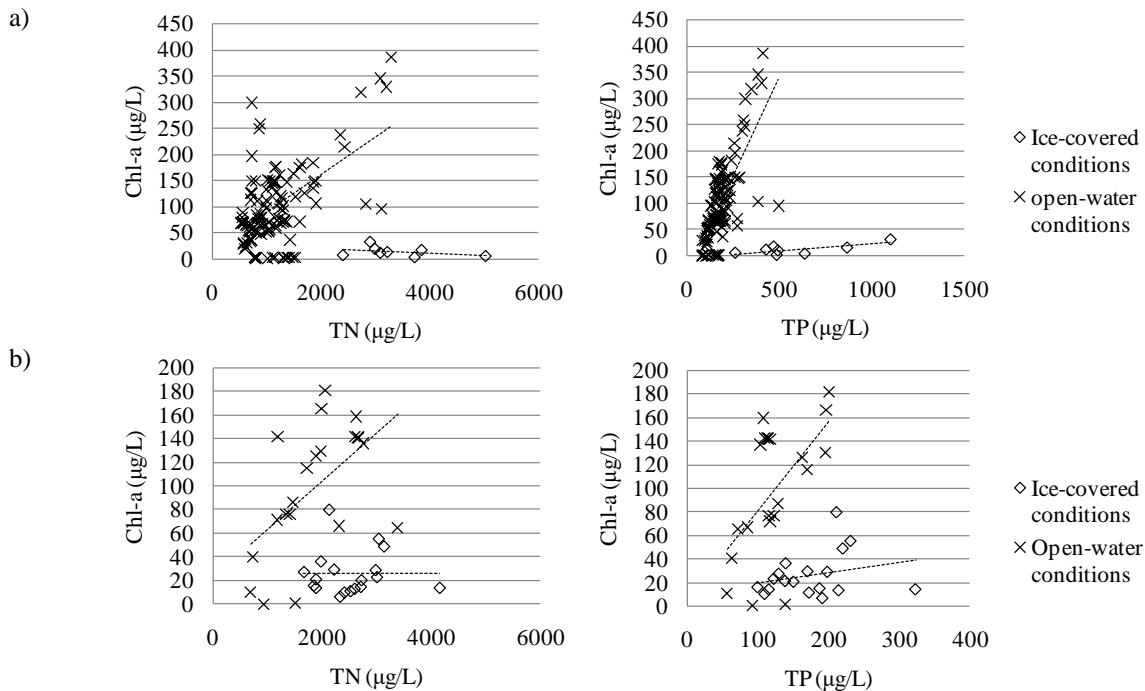 a)
450
400
350
300
250
200
150
100
50
0
Chl-a (µg/L)
0 2000 4000 6000
TN (µg/L)
450
400
350
300
250
200
150
100
50
0
Chl-a (µg/L)
0 500 1000 1500
TP (µg/L)
Ice-covered
conditions
open-water
conditions
b)
200
180
160
140
120
100
80
60
40
20
0
Chl-a (µg/L)
0 2000 4000 6000
TN (µg/L)
200
180
160
140
120
100
80
60
40
20
0
Chl-a (µg/L)
0 100 200 300 400
TP (µg/L)
Ice-covered
conditions
Open-water
conditions